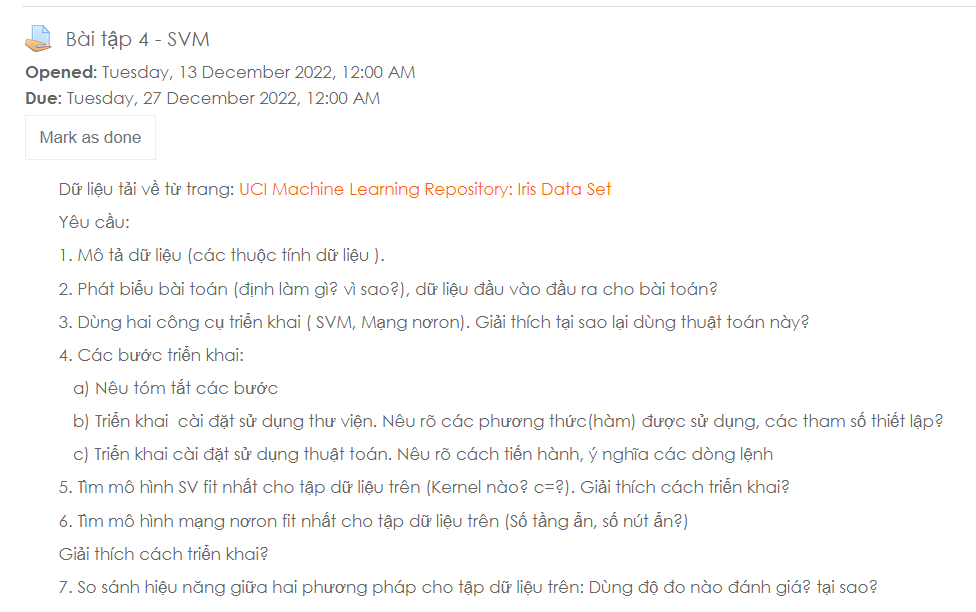 Bài tập 4 - SVM
Opened: Tuesday, 13 December 2022, 12:00 AM
Due: Tuesday, 27 December 2022, 12:00 AM
Mark as done
Dữ liệu tải về từ trang: UCI Machine Learning Repository: Iris Data Set
Yêu cầu:
1. Mô tả dữ liệu (các thuộc tính dữ liệu ).
2. Phát biểu bài toán (định làm gì? vì sao?), dữ liệu đầu vào đầu ra cho bài toán?
3. Dùng hai công cụ triển khai ( SVM, Mạng nơron). Giải thích tại sao lại dùng thuật toán này?
4. Các bước triển khai:
a) Nêu tóm tắt các bước
b) Triển khai cài đặt sử dụng thư viện. Nêu rõ các phương thức(hàm) được sử dụng, các tham số thiết lập?
c) Triển khai cài đặt sử dụng thuật toán. Nêu rõ cách tiến hành, ý nghĩa các dòng lệnh
5. Tìm mô hình SV fit nhất cho tập dữ liệu trên (Kernel nào? c=?). Giải thích cách triển khai?
6. Tìm mô hình mạng nơron fit nhất cho tập dữ liệu trên (Số tầng ẩn, số nút ẩn?)
Giải thích cách triển khai?
7. So sánh hiệu năng giữa hai phương pháp cho tập dữ liệu trên: Dùng độ đo nào đánh giá? tại sao?